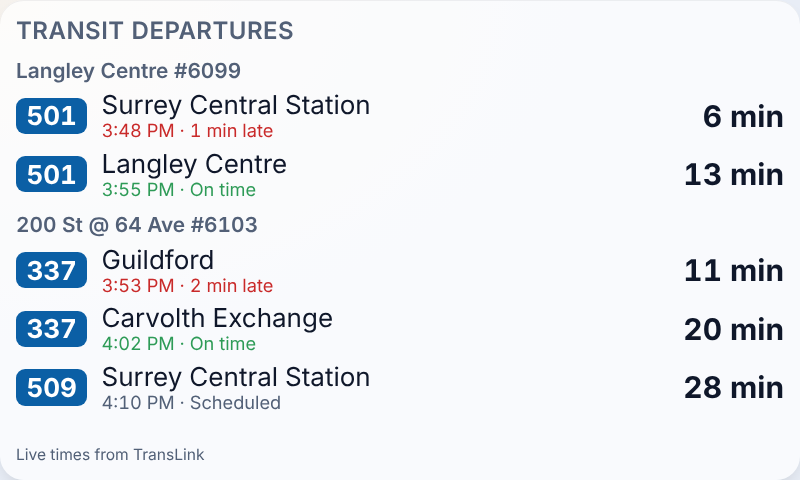 TRANSIT DEPARTURES
Langley Centre #6099
501 Surrey Central Station 6 min
3:48 PM · 1 min late
501 Langley Centre 13 min
3:55 PM · On time
200 St @ 64 Ave #6103
337 Guildford 11 min
3:53 PM · 2 min late
337 Carvolth Exchange 20 min
4:02 PM · On time
509 Surrey Central Station 28 min
4:10 PM · Scheduled
Live times from TransLink